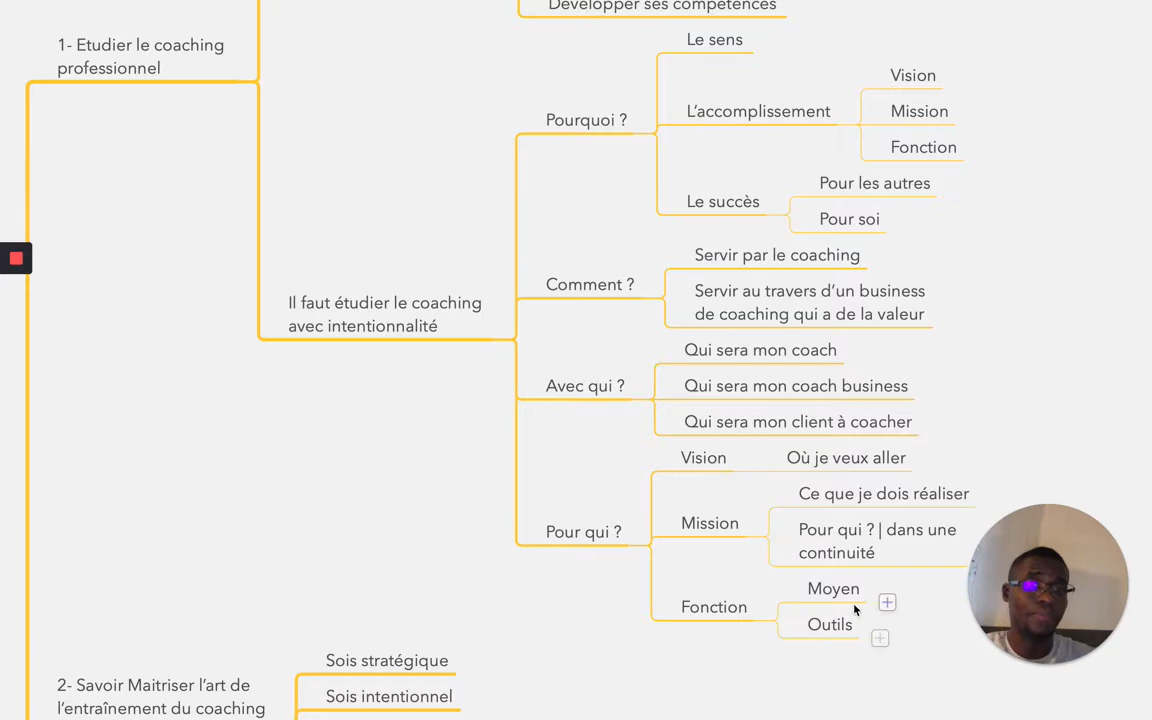 Développer ses compétences
1- Etudier le coaching
professionnel
Le sens
Pourquoi ?
L’accomplissement
Vision
Mission
Fonction
Le succès
Pour les autres
Pour soi
Il faut étudier le coaching
avec intentionnalité
Comment ?
Servir par le coaching
Servir au travers d’un business
de coaching qui a de la valeur
Avec qui ?
Qui sera mon coach
Qui sera mon coach business
Qui sera mon client à coacher
Pour qui ?
Vision
Où je veux aller
Mission
Ce que je dois réaliser
Pour qui ? | dans une
continuité
Fonction
Moyen
Outils
2- Savoir Maitriser l’art de
l’entraînement du coaching
Sois stratégique
Sois intentionnel